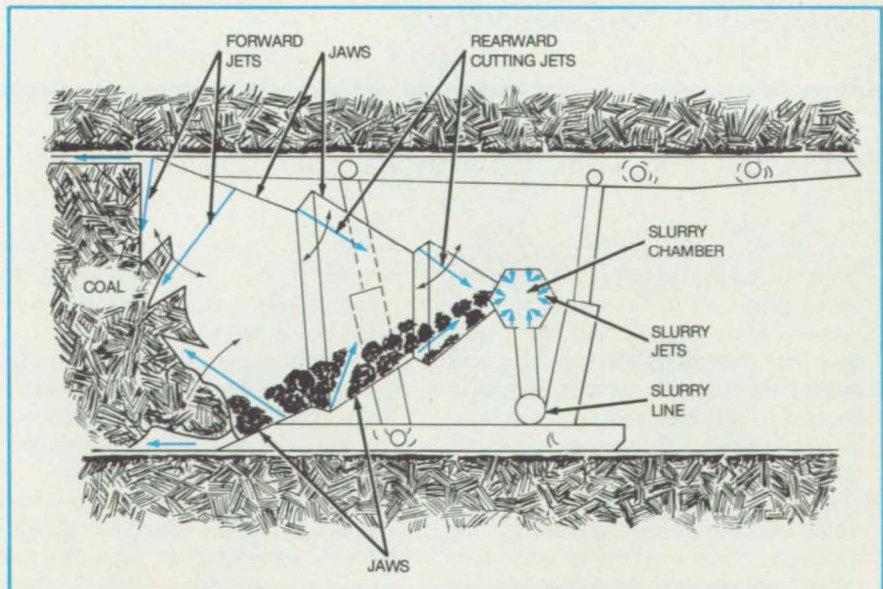 FORWARD
JETS
JAWS
REARWARD
CUTTING JETS
COAL
SLURRY
CHAMBER
SLURRY
JETS
SLURRY
LINE
JAWS